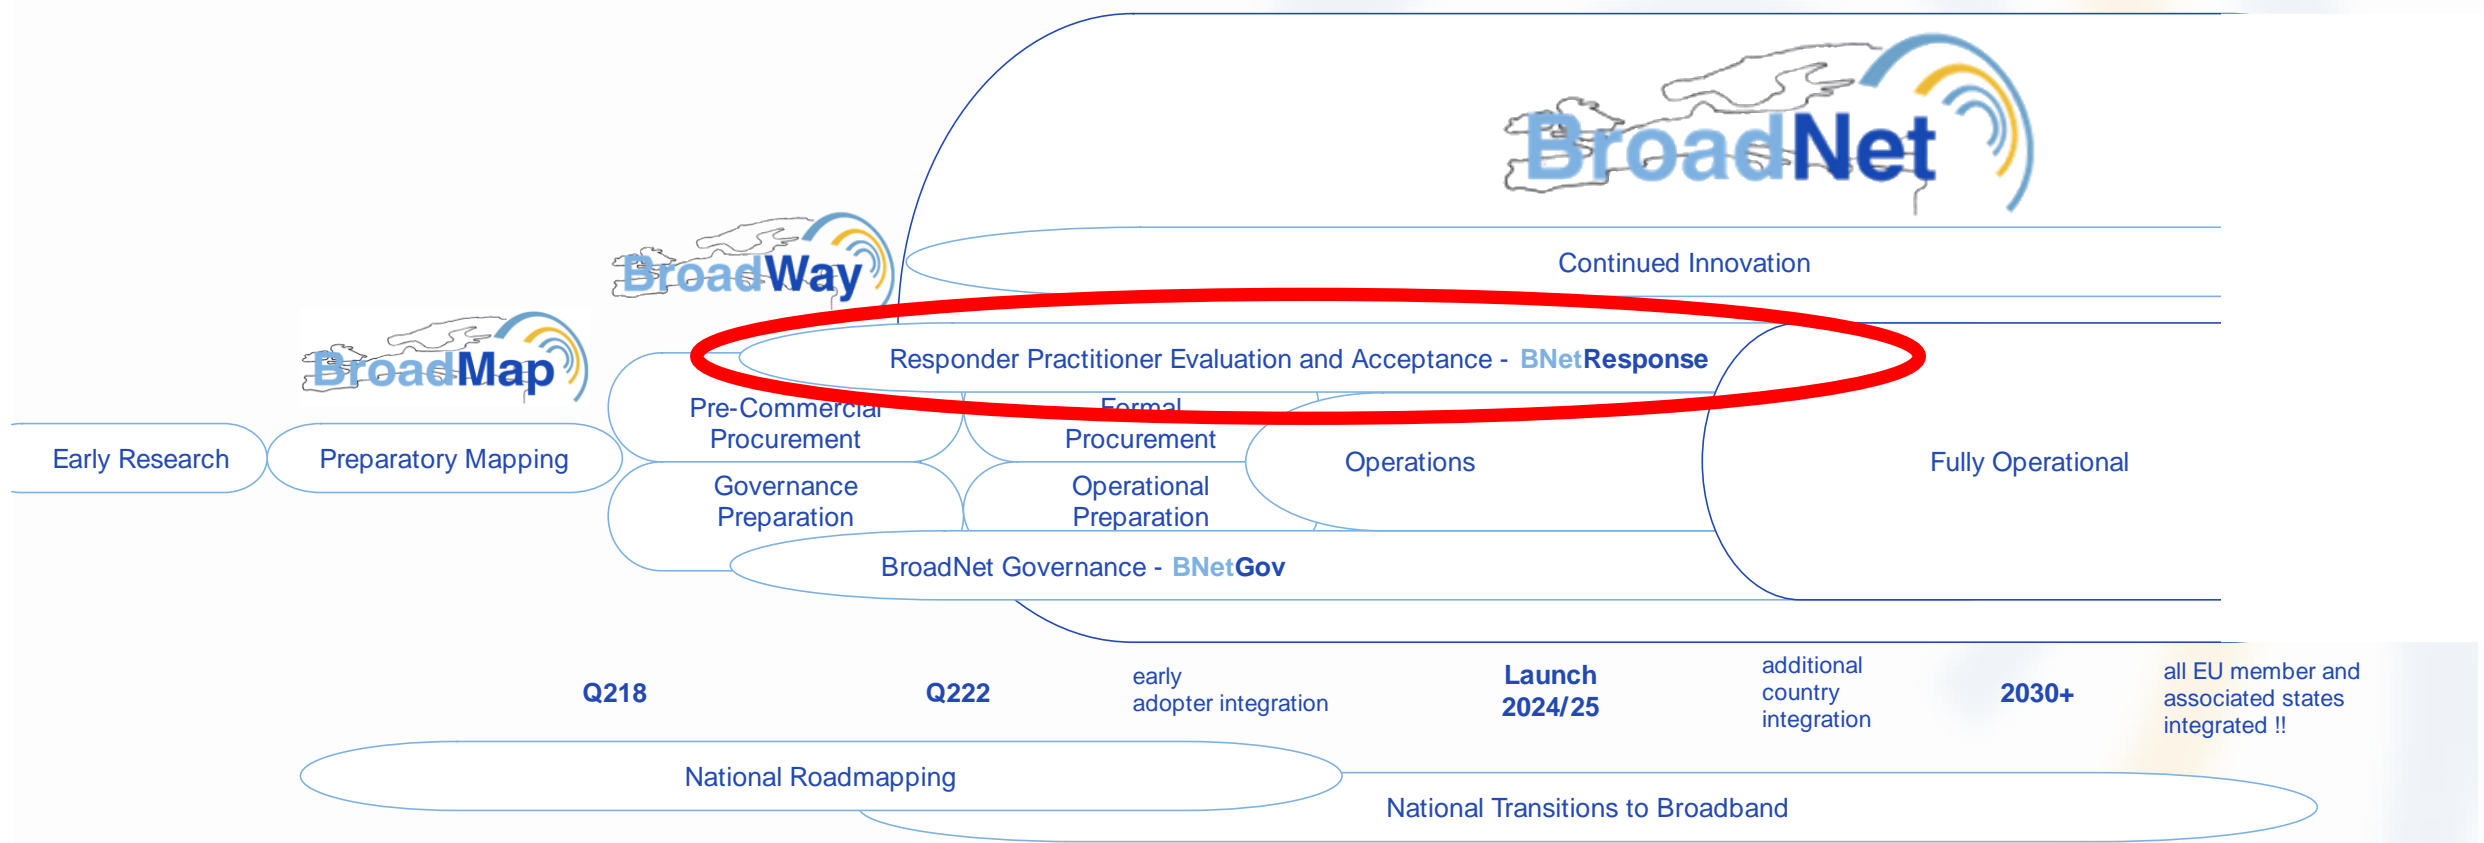 BroadNet
Continued Innovation
BroadWay
Responder Practitioner Evaluation and Acceptance - BNetResponse
BroadMap
Pre-Commercial
Procurement
Formal
Procurement
Early Research
Preparatory Mapping
Operations
Fully Operational
Governance
Preparation
Operational
Preparation
BroadNet Governance - BNetGov
Q218
Q222
early
adopter integration
Launch
2024/25
additional
country
integration
2030+
all EU member and
associated states
integrated !!
National Roadmapping
National Transitions to Broadband